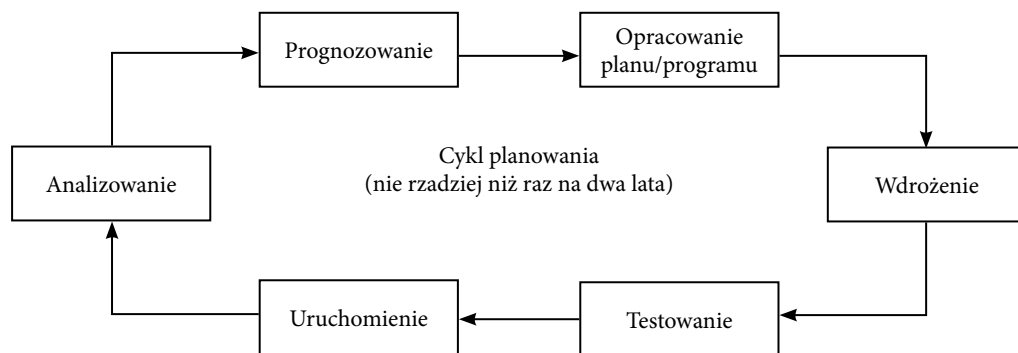 Prognozowanie
Opracowanie
planu/programu
Cykl planowania
(nie rzadziej niż raz na dwa lata)
Analizowanie
Wdrożenie
Uruchomienie
Testowanie